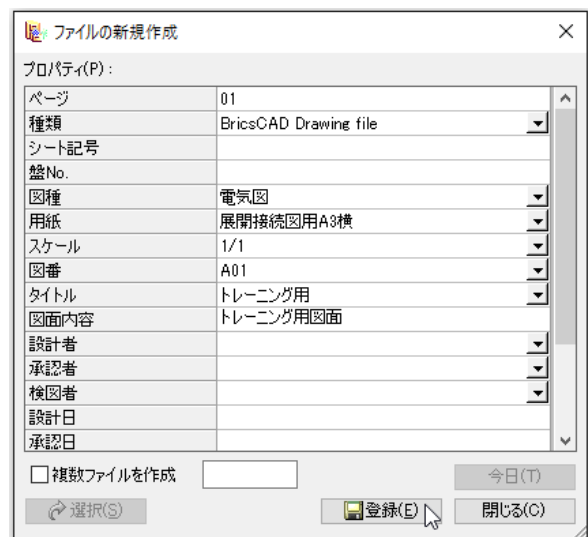 ファイルの新規作成
プロパティ(P):
ページ 01
種類 BricsCAD Drawing file
シート記号
盤No.
図種 電気図
用紙 展開接続図用A3横
スケール 1/1
図番 A01
タイトル トレーニング用
図面内容 トレーニング用図面
設計者
承認者
検図者
設計日
承認日
複数ファイルを作成 今日(T)
選択(S) 登録(E) 閉じる(C)